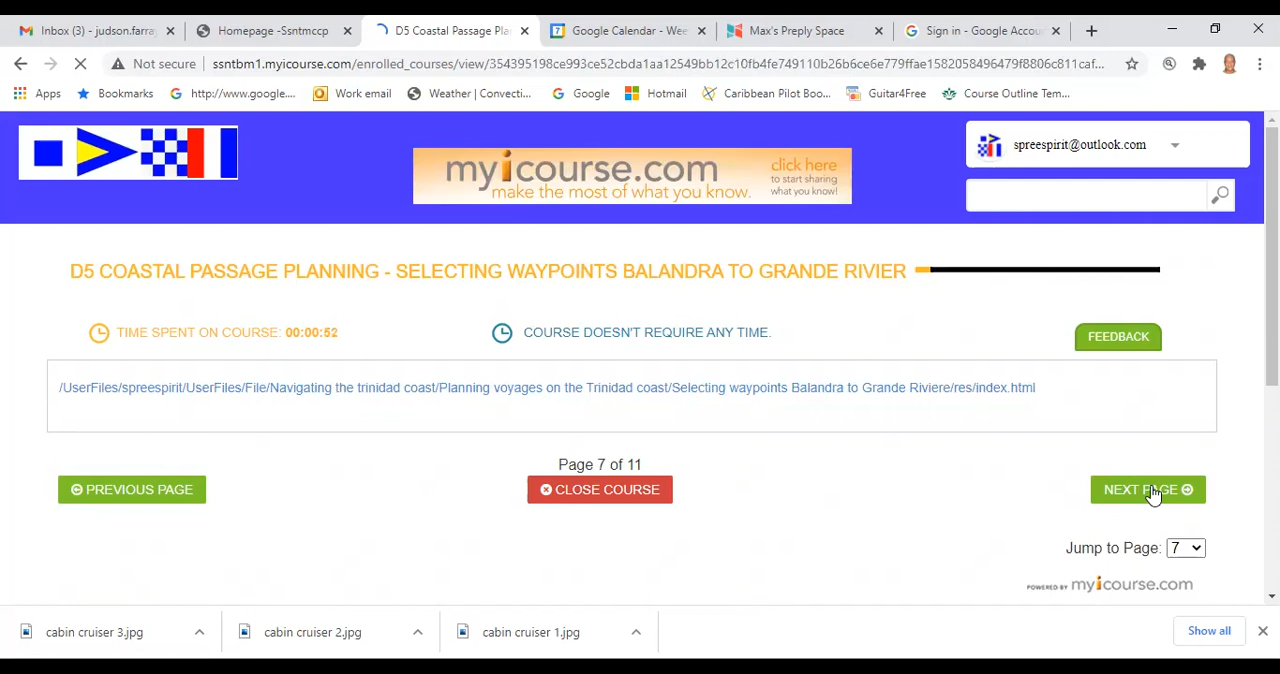 Inbox (3) - judson.farra
Homepage -Ssntmccp
D5 Coastal Passage Pla
Google Calendar - Wee
Max's Preply Space
Sign in - Google Accou
Not secure
ssntbm1.myicourse.com/enrolled_courses/view/354395198ce993ce52cbda1aa12549bb12c10fb4fe749110b26b6ce6e779ffae1582058496479f8806c811caf...
Apps
Bookmarks
http://www.google....
Work email
Weather | Convecti...
Google
Hotmail
Caribbean Pilot Boo...
Guitar4Free
Course Outline Tem...
myicourse.com
make the most of what you know.
click here
to start sharing
what you know!
spreespirit@outlook.com
D5 COASTAL PASSAGE PLANNING - SELECTING WAYPOINTS BALANDRA TO GRANDE RIVIER
TIME SPENT ON COURSE: 00:00:52
COURSE DOESN'T REQUIRE ANY TIME.
FEEDBACK
/UserFiles/spreespirit/UserFiles/File/Navigating the trinidad coast/Planning voyages on the Trinidad coast/Selecting waypoints Balandra to Grande Riviere/res/index.html
Page 7 of 11
PREVIOUS PAGE
CLOSE COURSE
NEXT PAGE
Jump to Page: 7
POWERED BY myicourse.com
cabin cruiser 3.jpg
cabin cruiser 2.jpg
cabin cruiser 1.jpg
Show all